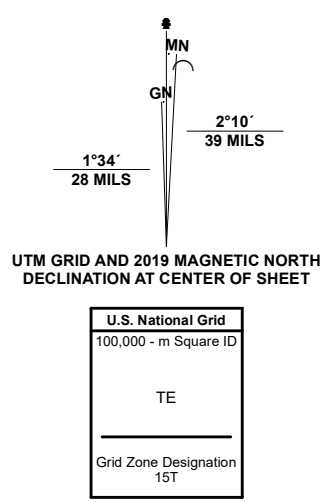 MN
GN
2°10´
39 MILS
1°34´
28 MILS
UTM GRID AND 2019 MAGNETIC NORTH
DECLINATION AT CENTER OF SHEET
U.S. National Grid
100,000 - m Square ID
TE
Grid Zone Designation
15T